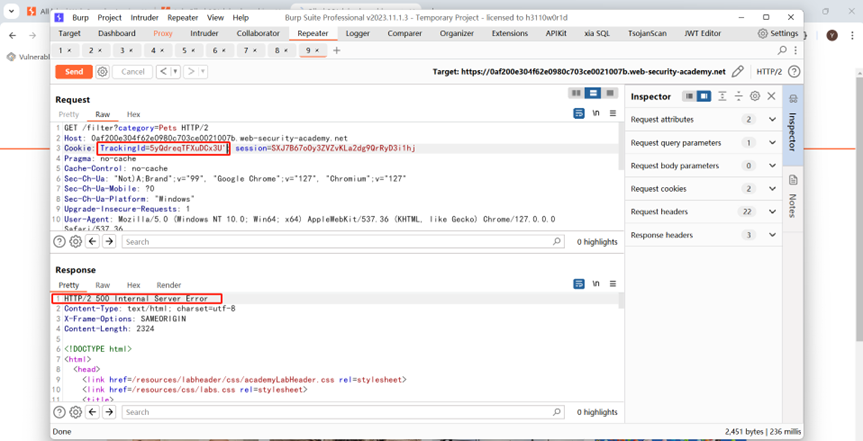 Burp Project Intruder Repeater View Help Burp Suite Professional v2023.11.1.3 - Temporary Project - licensed to h3110w0r1d
Target Dashboard Proxy Intruder Collaborator Repeater Logger Comparer Organizer Extensions APIKit xia SQL TsojanScan JWT Editor Settings
1 × 2 × 3 × 4 × 5 × 6 × 7 × 8 × 9 × +
Send Cancel < > Target: https://0af200e304f62e0980c703ce0021007b.web-security-academy.net HTTP/2
Request
Pretty Raw Hex
\n
1 GET /filter?category=Pets HTTP/2
2 Host: 0af200e304f62e0980c703ce0021007b.web-security-academy.net
3 Cookie: TrackingId=5yQdreqTFXuDCx3U'; session=SXJ7B67oOy3ZVZvKLa2dg9QrRyD3i1hj
4 Pragma: no-cache
5 Cache-Control: no-cache
6 Sec-Ch-Ua: "Not)A;Brand";v="99", "Google Chrome";v="127", "Chromium";v="127"
7 Sec-Ch-Ua-Mobile: ?0
8 Sec-Ch-Ua-Platform: "Windows"
9 Upgrade-Insecure-Requests: 1
10 User-Agent: Mozilla/5.0 (Windows NT 10.0; Win64; x64) AppleWebKit/537.36 (KHTML, like Gecko) Chrome/127.0.0.0
Safari/537.36
Search 0 highlights
Response
Pretty Raw Hex Render
\n
1 HTTP/2 500 Internal Server Error
2 Content-Type: text/html; charset=utf-8
3 X-Frame-Options: SAMEORIGIN
4 Content-Length: 2324
5
6 <!DOCTYPE html>
7 <html>
8 <head>
9 <link href=/resources/labheader/css/academyLabHeader.css rel=stylesheet>
10 <link href=/resources/css/labs.css rel=stylesheet>
11 <title>
Search 0 highlights
Done 2,451 bytes | 236 millis
Inspector
Request attributes 2
Request query parameters 1
Request body parameters 0
Request cookies 2
Request headers 22
Response headers 3
Inspector
Notes
Vulnerabl